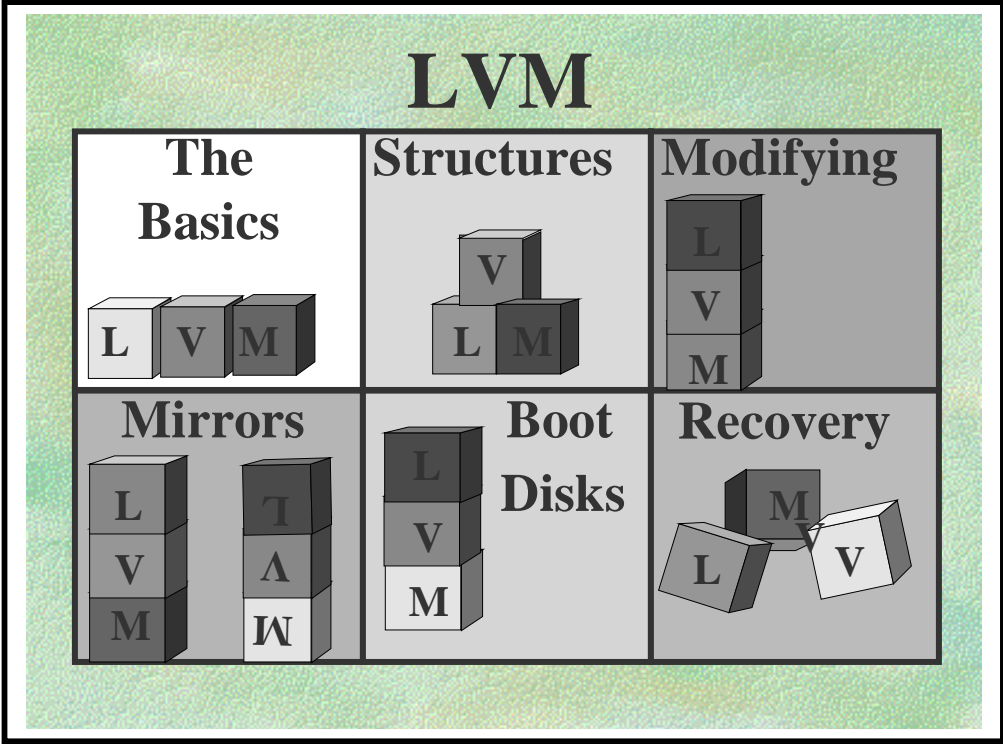 LVM
The
Basics
L V M
Structures
V
L M
Modifying
L
V
M
Mirrors
L
V
M
L
V
M
Boot
Disks
L
V
M
Recovery
M
V
L
V